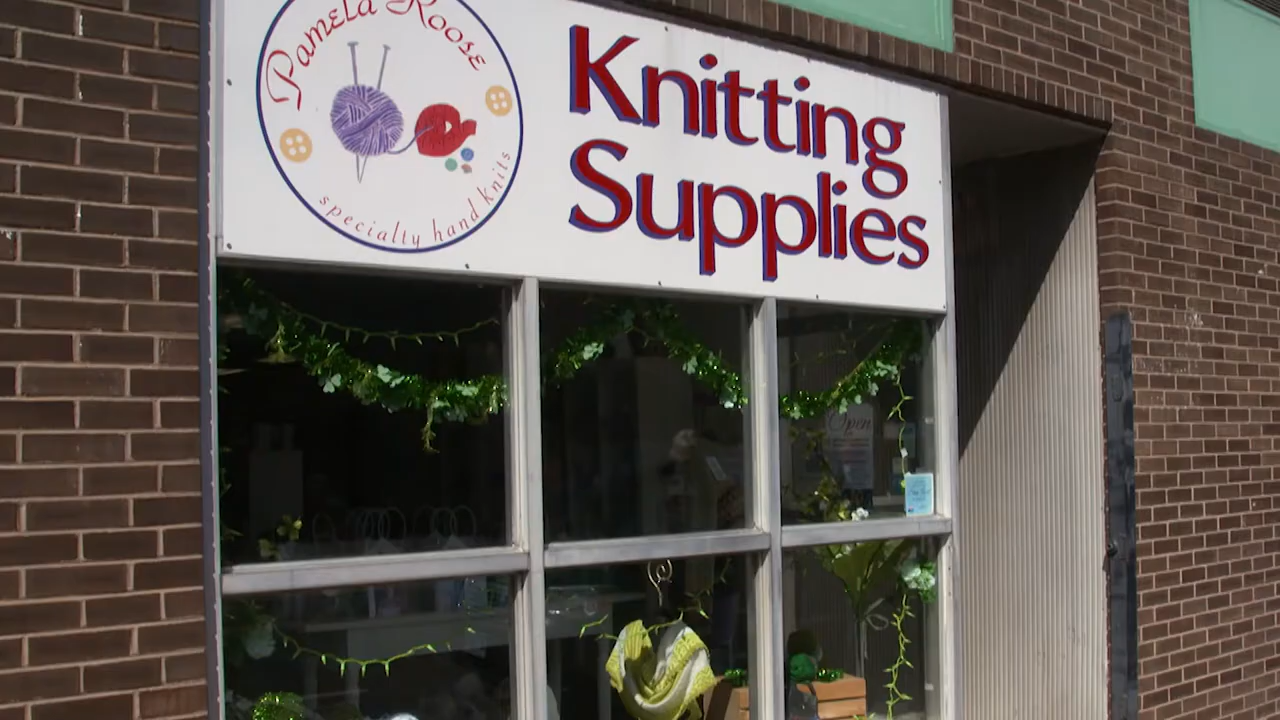 Pamela Roose
specialty hand knits
Knitting
Supplies
Open